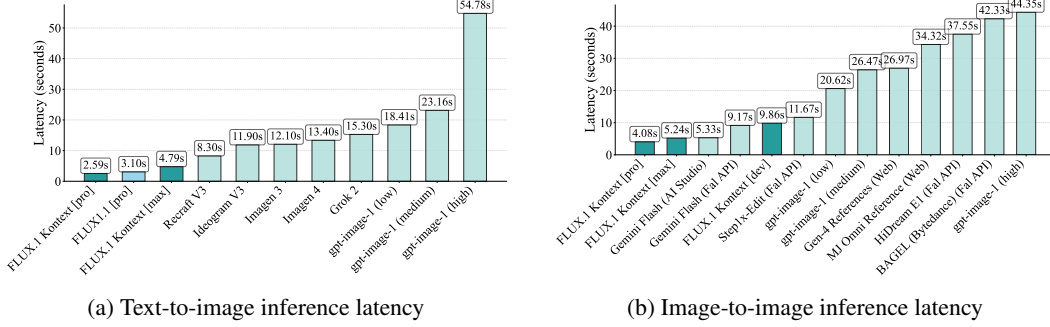 54.78s
50
40
30
20
10
0
Latency (seconds)
2.59s
3.10s
4.79s
8.30s
11.90s
12.10s
13.40s
15.30s
18.41s
23.16s
FLUX.1 Kontext [pro]
FLUX1.1 [pro]
FLUX.1 Kontext [max]
Recraft V3
Ideogram V3
Imagen 3
Imagen 4
Grok 2
gpt-image-1 (low)
gpt-image-1 (medium)
gpt-image-1 (high)
(a) Text-to-image inference latency
40
30
20
10
0
Latency (seconds)
4.08s
5.24s
5.33s
9.17s
9.86s
11.67s
20.62s
26.47s
26.97s
34.32s
37.55s
42.33s
44.35s
FLUX.1 Kontext [pro]
FLUX.1 Kontext [max]
Gemini Flash (AI Studio)
Gemini Flash (Fal API)
FLUX.1 Kontext [dev]
Step1x-Edit (Fal API)
gpt-image-1 (low)
gpt-image-1 (medium)
Gen-4 References (Web)
MJ Omni Reference (Web)
HiDream E1 (Fal API)
BAGEL (Bytedance) (Fal API)
gpt-image-1 (high)
(b) Image-to-image inference latency